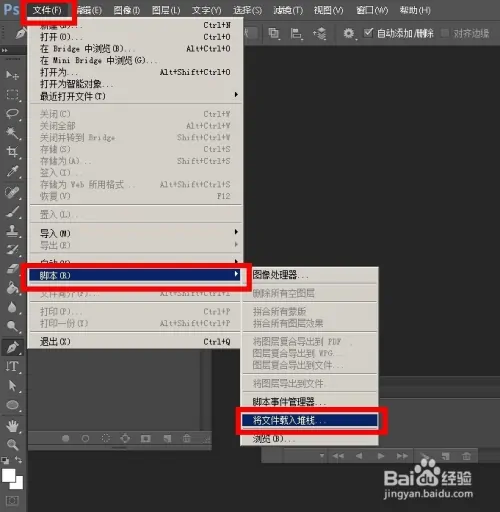 Ps
文件(F)
编辑(E)
图像(I)
图层(L)
文字(Y)
选择(S)
滤镜(T)
视图(V)
窗口(W)
帮助(H)
自动添加/删除
对齐边缘
Ctrl+N
打开(O)... Ctrl+O
在 Bridge 中浏览(B)... Alt+Ctrl+O
在 Mini Bridge 中浏览(G)...
打开为... Alt+Shift+Ctrl+O
打开为智能对象...
最近打开文件(T)
关闭(C) Ctrl+W
关闭全部 Alt+Ctrl+W
关闭并转到 Bridge Shift+Ctrl+W
存储(S) Ctrl+S
存储为(A)... Shift+Ctrl+S
签入(I)...
存储为 Web 所用格式... Alt+Shift+Ctrl+S
恢复(V) F12
置入(L)...
导入(M)
导出(E)
脚本(R)
打印(P)... Ctrl+P
打印一份(Y) Alt+Shift+Ctrl+P
退出(X) Ctrl+Q
图像处理器...
删除所有空图层
拼合所有蒙版
拼合所有图层效果
将图层复合导出到 PDF...
图层复合导出到 WPG...
图层复合导出到文件...
将图层导出到文件...
脚本事件管理器...
将文件载入堆栈...
浏览(B)...
Bai du 经验
jingyan.baidu.com